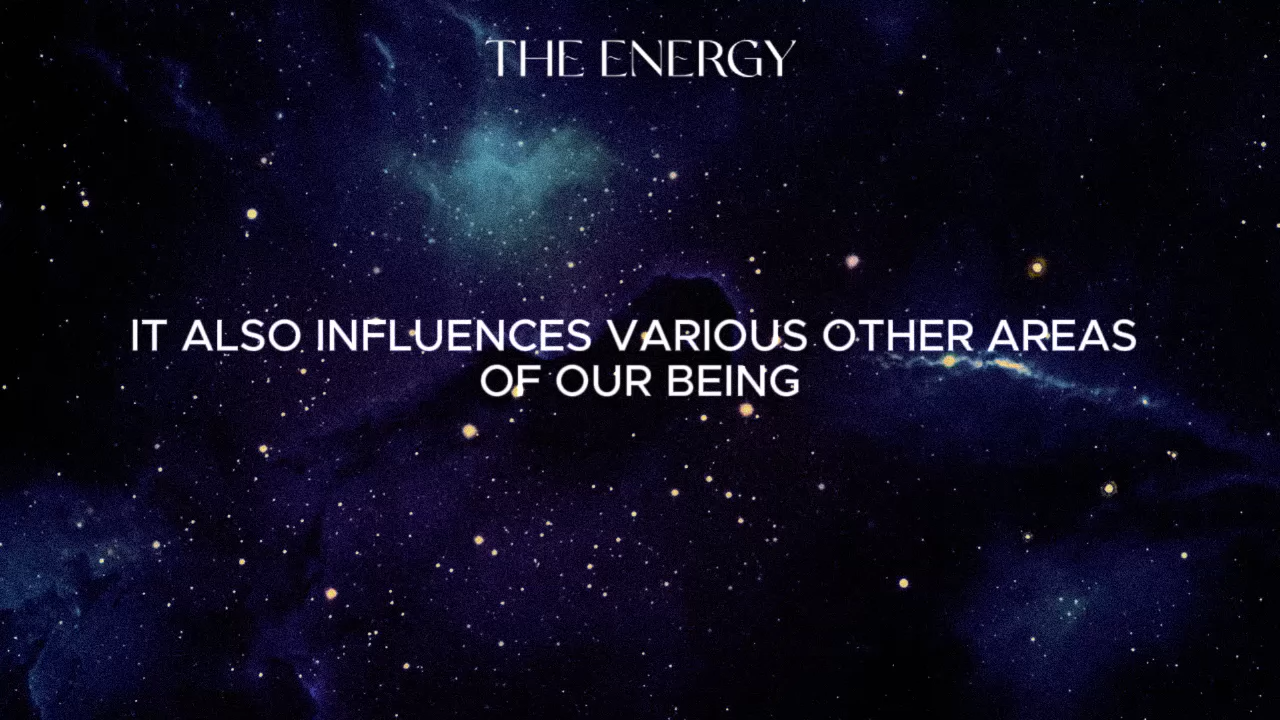 THE ENERGY
IT ALSO INFLUENCES VARIOUS OTHER AREAS
OF OUR BEING